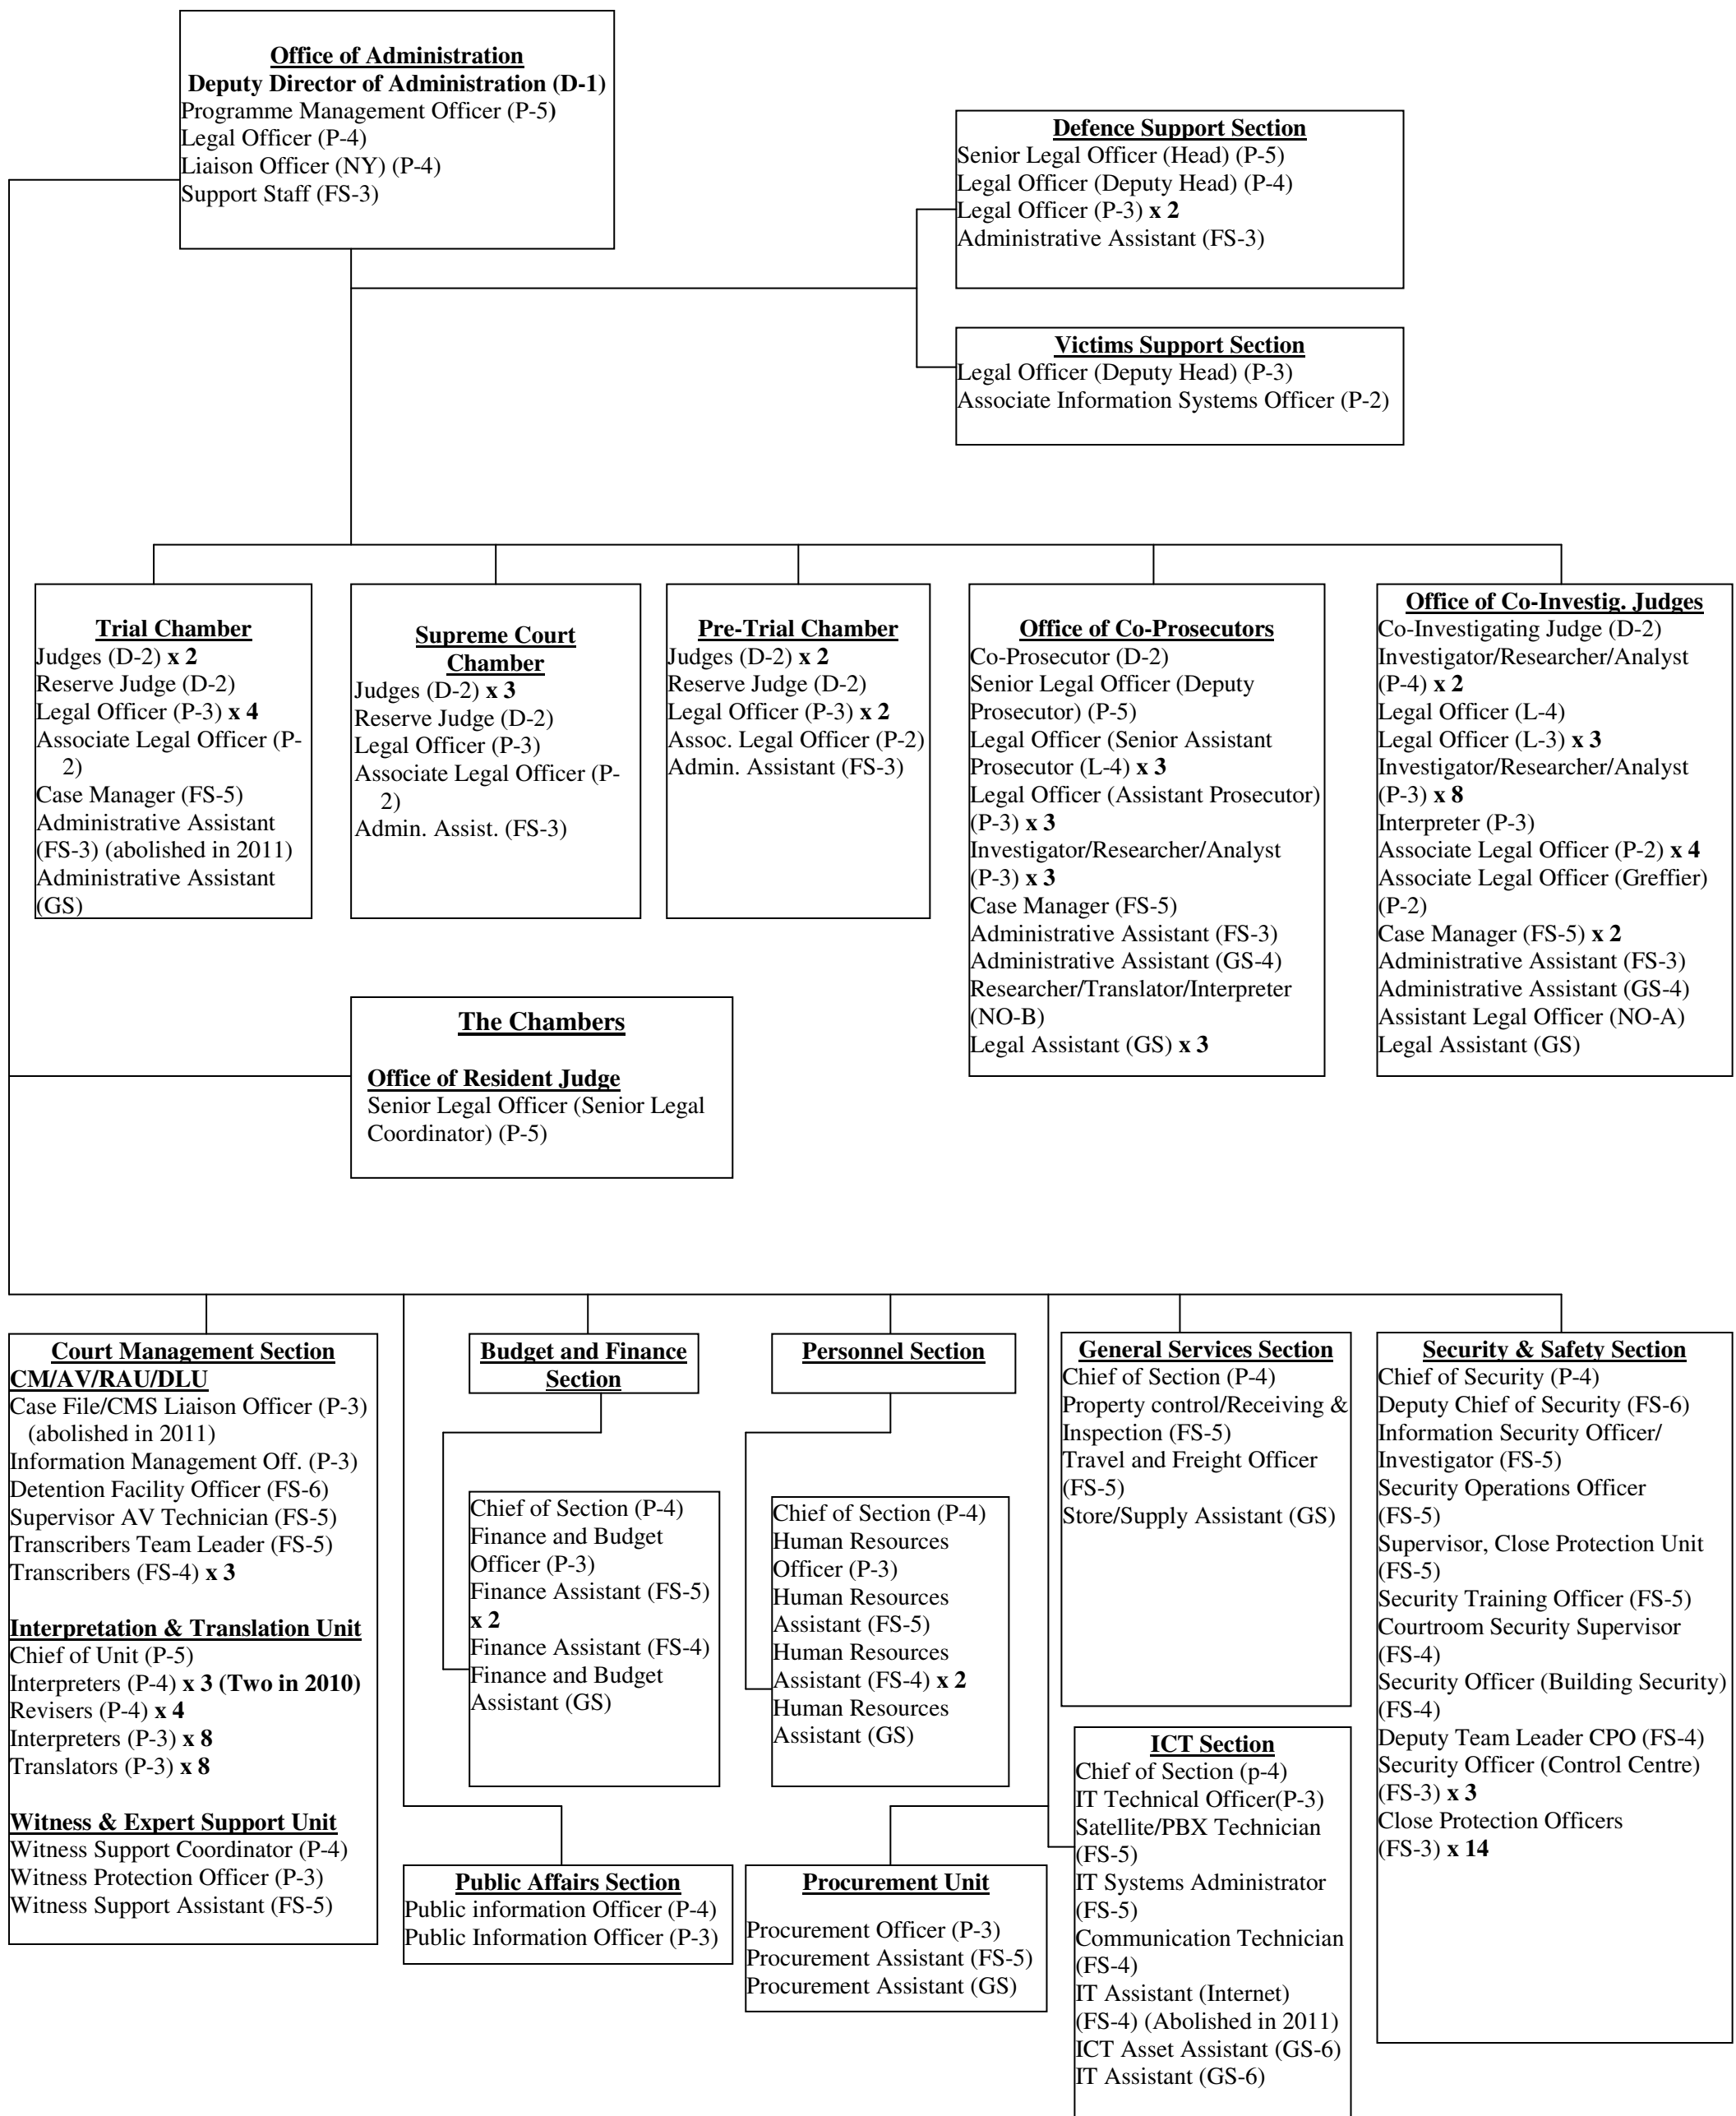 Office of Administration
Deputy Director of Administration (D-1)
Programme Management Officer (P-5)
Legal Officer (P-4)
Liaison Officer (NY) (P-4)
Support Staff (FS-3)
Defence Support Section
Senior Legal Officer (Head) (P-5)
Legal Officer (Deputy Head) (P-4)
Legal Officer (P-3) x 2
Administrative Assistant (FS-3)
Victims Support Section
Legal Officer (Deputy Head) (P-3)
Associate Information Systems Officer (P-2)
Trial Chamber
Judges (D-2) x 2
Reserve Judge (D-2)
Legal Officer (P-3) x 4
Associate Legal Officer (P-
2)
Case Manager (FS-5)
Administrative Assistant
(FS-3) (abolished in 2011)
Administrative Assistant
(GS)
Supreme Court
Chamber
Judges (D-2) x 3
Reserve Judge (D-2)
Legal Officer (P-3)
Associate Legal Officer (P-
2)
Admin. Assist. (FS-3)
Pre-Trial Chamber
Judges (D-2) x 2
Reserve Judge (D-2)
Legal Officer (P-3) x 2
Assoc. Legal Officer (P-2)
Admin. Assistant (FS-3)
Office of Co-Prosecutors
Co-Prosecutor (D-2)
Senior Legal Officer (Deputy
Prosecutor) (P-5)
Legal Officer (Senior Assistant
Prosecutor (L-4) x 3
Legal Officer (Assistant Prosecutor)
(P-3) x 3
Investigator/Researcher/Analyst
(P-3) x 3
Case Manager (FS-5)
Administrative Assistant (FS-3)
Administrative Assistant (GS-4)
Researcher/Translator/Interpreter
(NO-B)
Legal Assistant (GS) x 3
Office of Co-Investig. Judges
Co-Investigating Judge (D-2)
Investigator/Researcher/Analyst
(P-4) x 2
Legal Officer (L-4)
Legal Officer (L-3) x 3
Investigator/Researcher/Analyst
(P-3) x 8
Interpreter (P-3)
Associate Legal Officer (P-2) x 4
Associate Legal Officer (Greffier)
(P-2)
Case Manager (FS-5) x 2
Administrative Assistant (FS-3)
Administrative Assistant (GS-4)
Assistant Legal Officer (NO-A)
Legal Assistant (GS)
The Chambers
Office of Resident Judge
Senior Legal Officer (Senior Legal
Coordinator) (P-5)
Court Management Section
CM/AV/RAU/DLU
Case File/CMS Liaison Officer (P-3)
(abolished in 2011)
Information Management Off. (P-3)
Detention Facility Officer (FS-6)
Supervisor AV Technician (FS-5)
Transcribers Team Leader (FS-5)
Transcribers (FS-4) x 3
Interpretation & Translation Unit
Chief of Unit (P-5)
Interpreters (P-4) x 3 (Two in 2010)
Revisers (P-4) x 4
Interpreters (P-3) x 8
Translators (P-3) x 8
Witness & Expert Support Unit
Witness Support Coordinator (P-4)
Witness Protection Officer (P-3)
Witness Support Assistant (FS-5)
Budget and Finance
Section
Chief of Section (P-4)
Finance and Budget
Officer (P-3)
Finance Assistant (FS-5)
x 2
Finance Assistant (FS-4)
Finance and Budget
Assistant (GS)
Public Affairs Section
Public information Officer (P-4)
Public Information Officer (P-3)
Personnel Section
Chief of Section (P-4)
Human Resources
Officer (P-3)
Human Resources
Assistant (FS-5)
Human Resources
Assistant (FS-4) x 2
Human Resources
Assistant (GS)
Procurement Unit
Procurement Officer (P-3)
Procurement Assistant (FS-5)
Procurement Assistant (GS)
General Services Section
Chief of Section (P-4)
Property control/Receiving &
Inspection (FS-5)
Travel and Freight Officer
(FS-5)
Store/Supply Assistant (GS)
ICT Section
Chief of Section (p-4)
IT Technical Officer(P-3)
Satellite/PBX Technician
(FS-5)
IT Systems Administrator
(FS-5)
Communication Technician
(FS-4)
IT Assistant (Internet)
(FS-4) (Abolished in 2011)
ICT Asset Assistant (GS-6)
IT Assistant (GS-6)
Security & Safety Section
Chief of Security (P-4)
Deputy Chief of Security (FS-6)
Information Security Officer/
Investigator (FS-5)
Security Operations Officer
(FS-5)
Supervisor, Close Protection Unit
(FS-5)
Security Training Officer (FS-5)
Courtroom Security Supervisor
(FS-4)
Security Officer (Building Security)
(FS-4)
Deputy Team Leader CPO (FS-4)
Security Officer (Control Centre)
(FS-3) x 3
Close Protection Officers
(FS-3) x 14